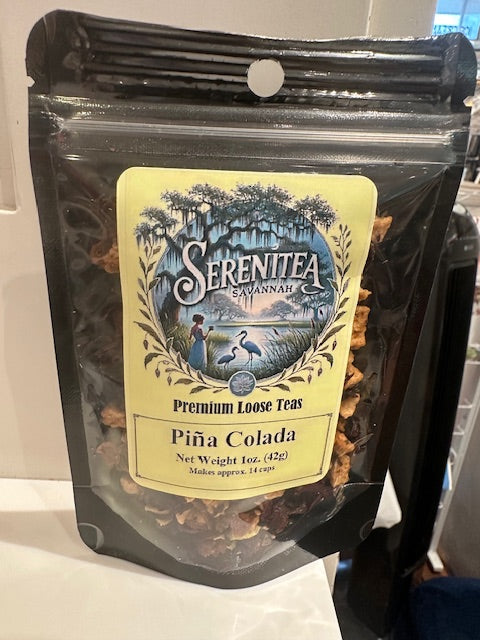 SERENITEA
SAVANNAH
Premium Loose Teas
Piña Colada
Net Weight 1oz. (42g)
Makes approx. 14 cups